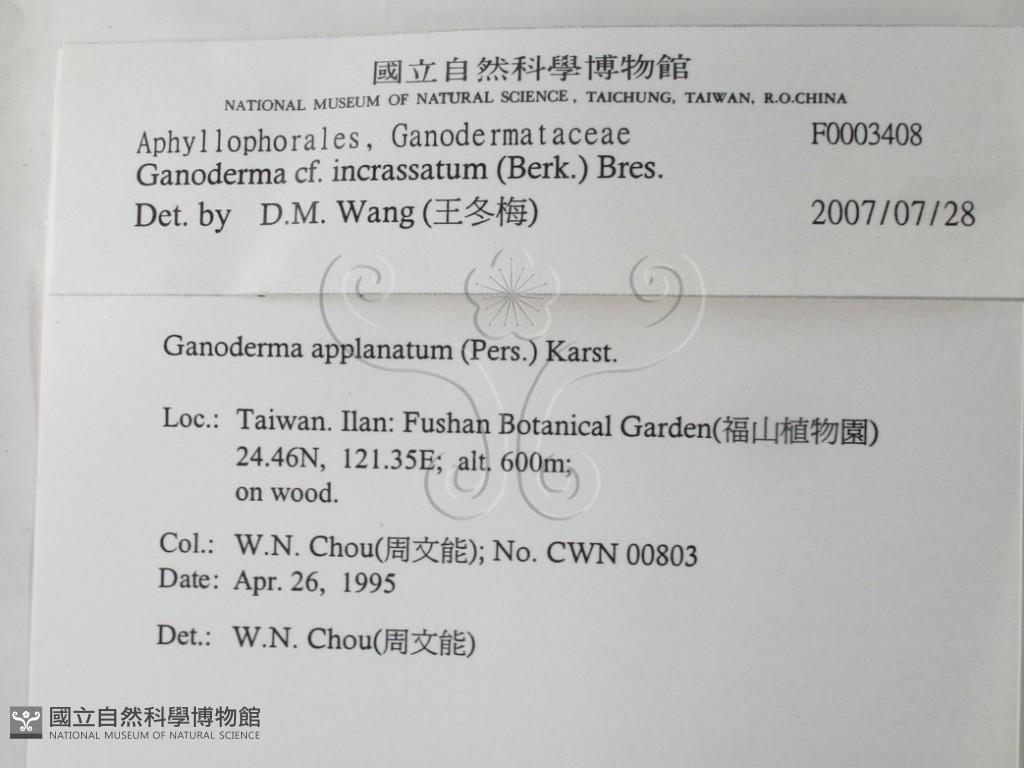 國立自然科學博物館
NATIONAL MUSEUM OF NATURAL SCIENCE, TAICHUNG, TAIWAN, R.O.CHINA
Aphyllophorales, Ganodermataceae F0003408
Ganoderma cf. incrassatum (Berk.) Bres.
Det. by D.M. Wang (王冬梅) 2007/07/28
Ganoderma applanatum (Pers.) Karst.
Loc.: Taiwan. Ilan: Fushan Botanical Garden(福山植物園)
24.46N, 121.35E; alt. 600m;
on wood.
Col.: W.N. Chou(周文能); No. CWN 00803
Date: Apr. 26, 1995
Det.: W.N. Chou(周文能)
國立自然科學博物館
NATIONAL MUSEUM OF NATURAL SCIENCE